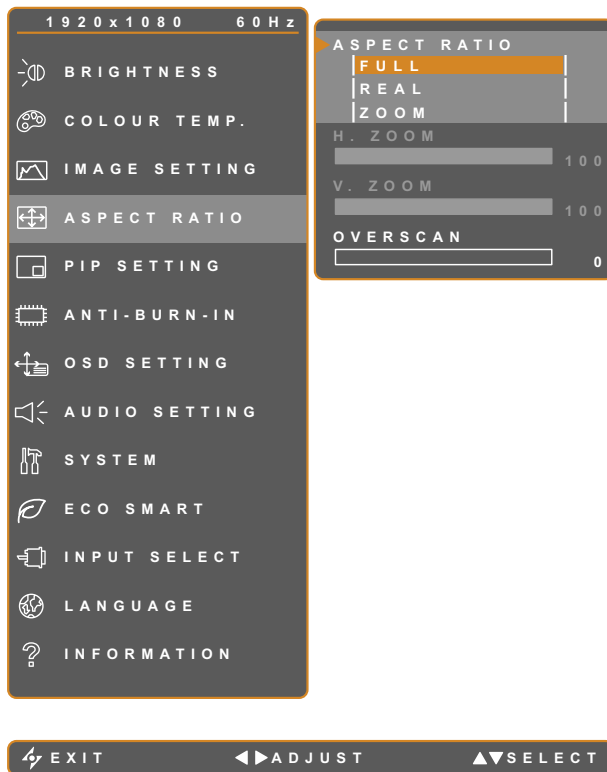 1920x1080 60Hz
BRIGHTNESS
COLOUR TEMP.
IMAGE SETTING
ASPECT RATIO
PIP SETTING
ANTI-BURN-IN
OSD SETTING
AUDIO SETTING
SYSTEM
ECO SMART
INPUT SELECT
LANGUAGE
INFORMATION
ASPECT RATIO
FULL
REAL
ZOOM
H. ZOOM
100
V. ZOOM
100
OVERSCAN
0
EXIT ADJUST SELECT